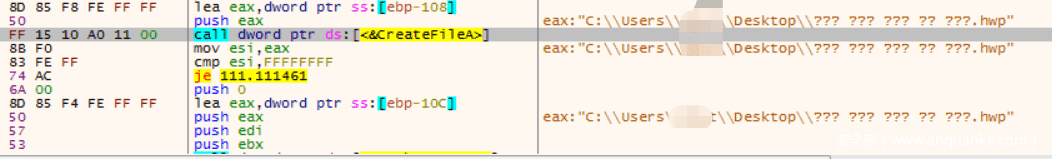 8D 85 F8 FE FF FF lea eax,dword ptr ss:[ebp-108]
50 push eax eax:"C:\\Users\ \\Desktop\\??? ??? ??? ?? ???.hwp"
FF 15 10 A0 11 00 call dword ptr ds:[<&CreateFileA>]
8B F0 mov esi,eax eax:"C:\\Users\ \\Desktop\\??? ??? ??? ?? ???.hwp"
83 FE FF cmp esi,FFFFFFFF
74 AC je 111.111461
6A 00 push 0
8D 85 F4 FE FF FF lea eax,dword ptr ss:[ebp-10C]
50 push eax eax:"C:\\Users\ t\\Desktop\\??? ??? ??? ?? ???.hwp"
57 push edi
53 push ebx